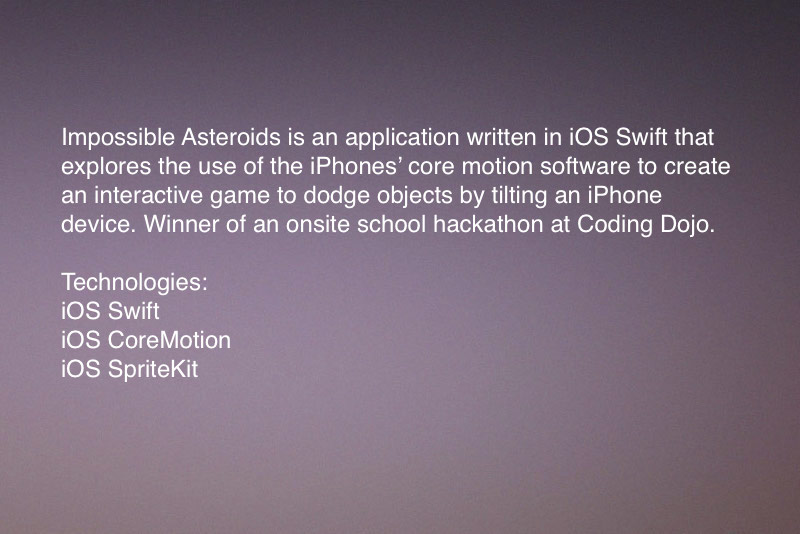 Impossible Asteroids is an application written in iOS Swift that
explores the use of the iPhones’ core motion software to create
an interactive game to dodge objects by tilting an iPhone
device. Winner of an onsite school hackathon at Coding Dojo.
Technologies:
iOS Swift
iOS CoreMotion
iOS SpriteKit